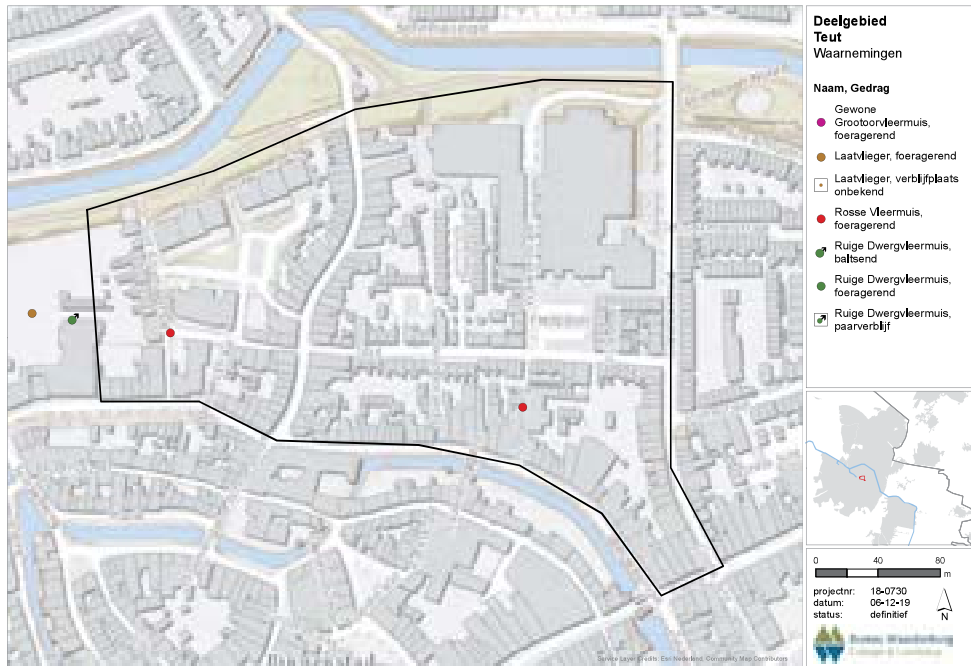 Deelgebied
Teut
Waarnemingen
Naam, Gedrag
Gewone
Grootoorvleermuis,
foeragerend
Laatvlieger, foeragerend
Laatvlieger, verblijfplaats
onbekend
Rosse Vleermuis,
foeragerend
Ruige Dwergvleermuis,
baltsend
Ruige Dwergvleermuis,
foeragerend
Ruige Dwergvleermuis,
paarverblijf
0 40 80
m
projectnr: 18-0730
datum: 06-12-19
status: definitief
N
Service Layer Credits: Esri Nederland, Community Map Contributors